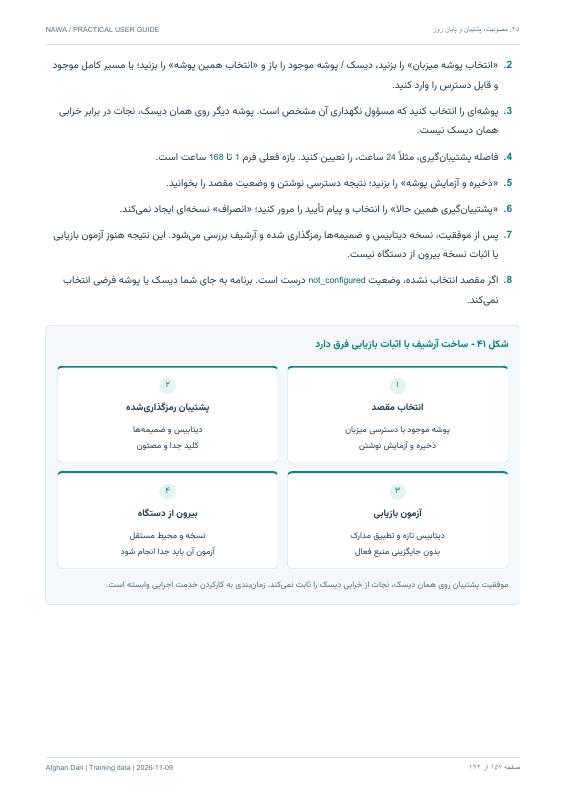 ۲۵. مصونیت، پشتیبان و پایان روز
NAWA / PRACTICAL USER GUIDE
2. «انتخاب پوشه میزبان» را بزنید، دیسک / پوشه موجود را باز و «انتخاب همین پوشه» را بزنید؛ یا مسیر کامل موجود
و قابل دسترس را وارد کنید.
3. پوشه‌ای را انتخاب کنید که مسؤول نگهداری آن مشخص است. پوشه دیگر روی همان دیسک، نجات در برابر خرابی
همان دیسک نیست.
4. فاصله پشتیبان‌گیری، مثلاً 24 ساعت، را تعیین کنید. بازه فعلی فرم 1 تا 168 ساعت است.
5. «ذخیره و آزمایش پوشه» را بزنید؛ نتیجه دسترسی نوشتن و وضعیت مقصد را بخوانید.
6. «پشتیبان‌گیری همین حالا» را انتخاب و پیام تأیید را مرور کنید؛ «انصراف» نسخه‌ای ایجاد نمی‌کند.
7. پس از موفقیت، نسخه دیتابیس و ضمیمه‌ها رمزگذاری شده و آرشیف بررسی می‌شود. این نتیجه هنوز آزمون بازیابی
یا اثبات نسخه بیرون از دستگاه نیست.
8. اگر مقصد انتخاب نشده، وضعیت not_configured درست است. برنامه به جای شما دیسک یا پوشه فرضی انتخاب
نمی‌کند.
شکل ۴۱ - ساخت آرشیف با اثبات بازیابی فرق دارد
۱
انتخاب مقصد
پوشه موجود با دسترسی میزبان
ذخیره و آزمایش نوشتن
۲
پشتیبان رمزگذاری‌شده
دیتابیس و ضمیمه‌ها
کلید جدا و مصئون
۳
آزمون بازیابی
دیتابیس تازه و تطبیق مدارک
بدون جایگزینی منبع فعال
۴
بیرون از دستگاه
نسخه و محیط مستقل
آزمون آن باید جدا انجام شود
موفقیت پشتیبان روی همان دیسک، نجات از خرابی دیسک را ثابت نمی‌کند. زمان‌بندی به کارکردن خدمت اجرایی وابسته است.
صفحه ۱۵۷ از ۱۹۲
Afghan Dari | Training data | 2026-11-09